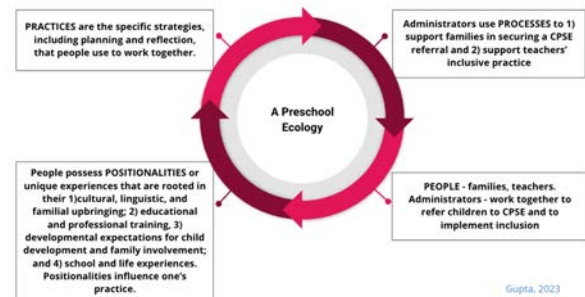 PRACTICES are the specific strategies,
including planning and reflection,
that people use to work together.
Administrators use PROCESSES to 1)
support families in securing a CPSE
referral and 2) support teachers'
inclusive practice
A Preschool
Ecology
People possess POSITIONALITIES or
unique experiences that are rooted in
their 1)cultural, linguistic, and
familial upbringing; 2) educational
and professional training, 3)
developmental expectations for child
development and family involvement;
and 4) school and life experiences.
Positionalities influence one's
practice.
PEOPLE - families, teachers.
Administrators - work together to
refer children to CPSE and to
implement inclusion
Gupta, 2023